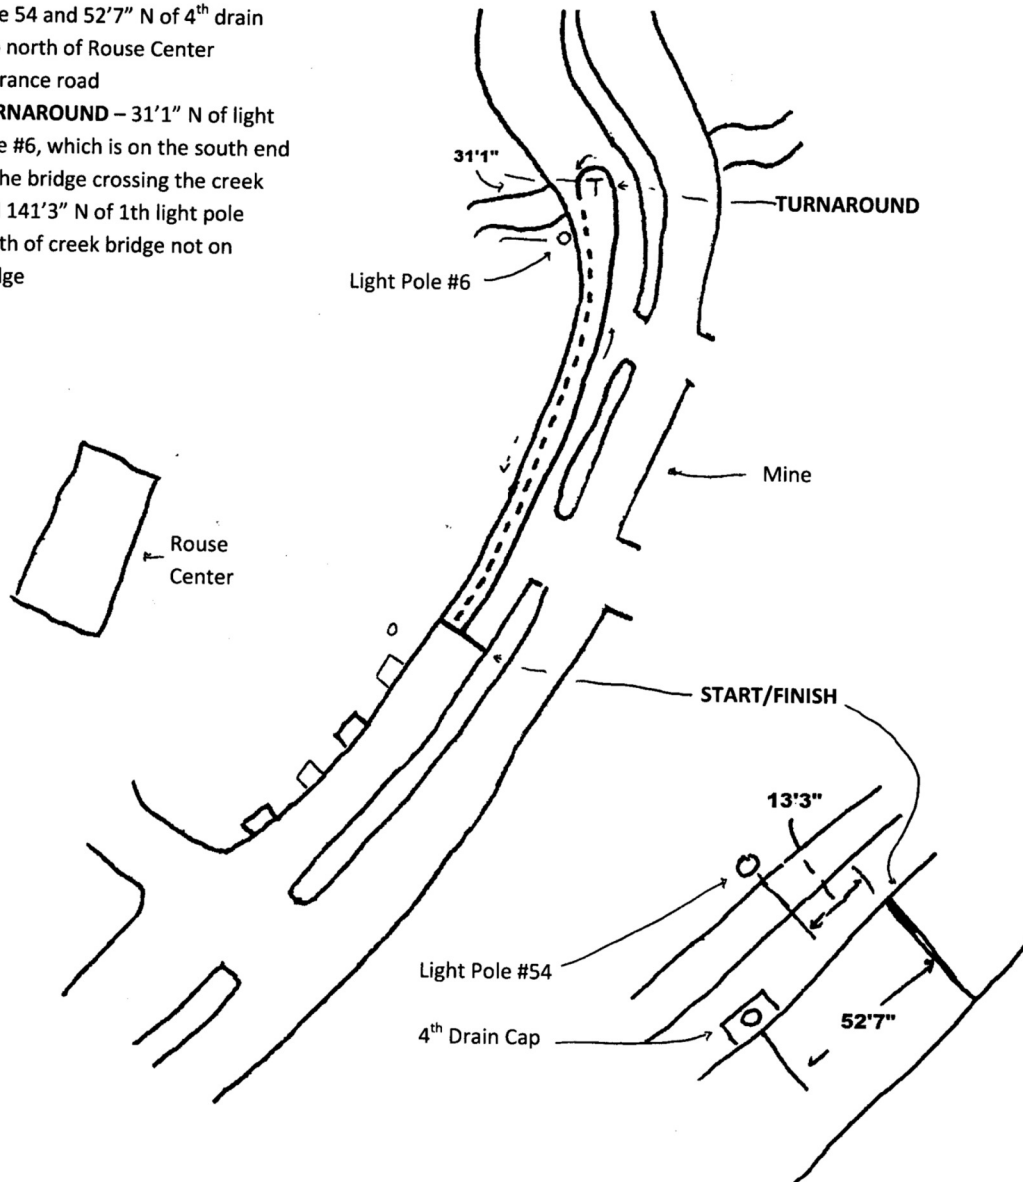 e 54 and 52'7" N of 4th drain
north of Rouse Center
rance road
RNAROUND – 31'1" N of light
e #6, which is on the south end
he bridge crossing the creek
141'3" N of 1th light pole
th of creek bridge not on
ge
31'1"
T
TURNAROUND
Light Pole #6
Mine
Rouse
Center
START/FINISH
13'3"
Light Pole #54
52'7"
4th Drain Cap